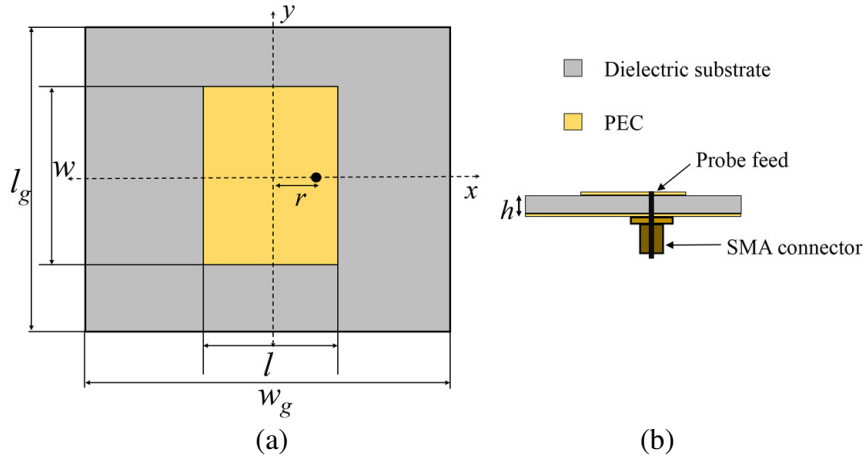 y
Dielectric substrate
PEC
w
l_g
x
r
Probe feed
h
SMA connector
l
w_g
(a)
(b)